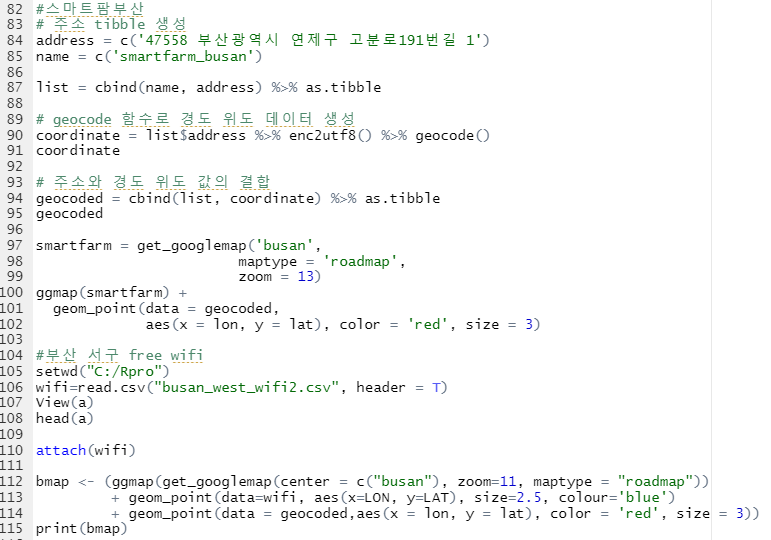 82 #스마트팜부산
83 # 주소 tibble 생성
84 address = c('47558 부산광역시 연제구 고분로191번길 1')
85 name = c('smartfarm_busan')
86
87 list = cbind(name, address) %>% as.tibble
88
89 # geocode 함수로 경도 위도 데이터 생성
90 coordinate = list$address %>% enc2utf8() %>% geocode()
91 coordinate
92
93 # 주소와 경도 위도 값의 결합
94 geocoded = cbind(list, coordinate) %>% as.tibble
95 geocoded
96
97 smartfarm = get_googlemap('busan',
98                         maptype = 'roadmap',
99                         zoom = 13)
100 ggmap(smartfarm) +
101   geom_point(data = geocoded,
102              aes(x = lon, y = lat), color = 'red', size = 3)
103
104 #부산 서구 free wifi
105 setwd("C:/Rpro")
106 wifi=read.csv("busan_west_wifi2.csv", header = T)
107 View(a)
108 head(a)
109
110 attach(wifi)
111
112 bmap <- (ggmap(get_googlemap(center = c("busan"), zoom=11, maptype = "roadmap"))
113          + geom_point(data=wifi, aes(x=LON, y=LAT), size=2.5, colour='blue')
114          + geom_point(data = geocoded,aes(x = lon, y = lat), color = 'red', size = 3))
115 print(bmap)